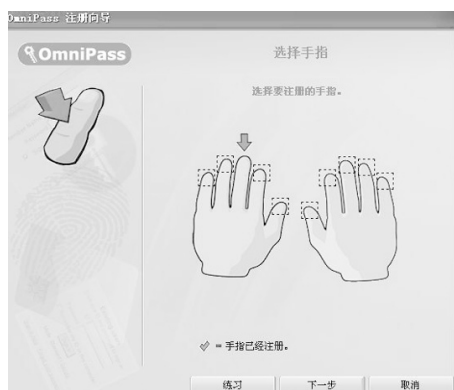 OmniPass 注册向导
OmniPass
选择手指
选择要注册的手指。
= 手指已经注册。
练习
下一步
取消